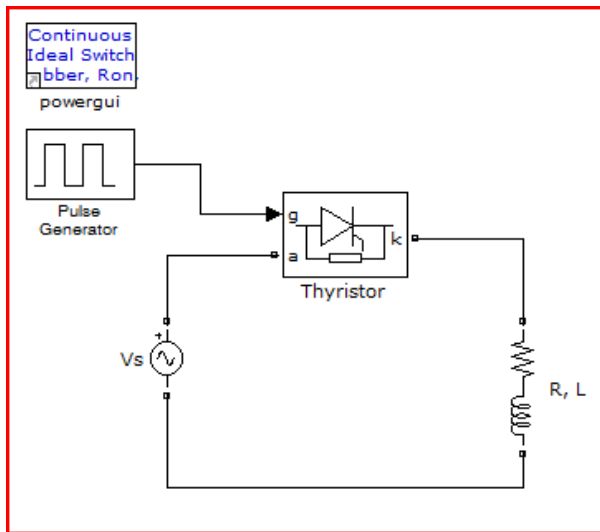 Continuous
Ideal Switch
bber, Ron.
powergui
Pulse
Generator
g
k
a
Thyristor
+
Vs
R, L